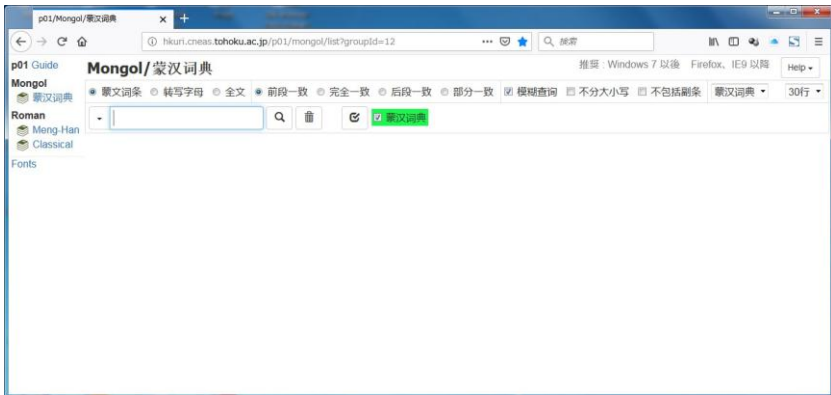 p01/Mongol/蒙汉词典
hkuri.cneas.tohoku.ac.jp/p01/mongol/list?groupId=12
検索
p01 Guide
Mongol/蒙汉词典
推奨 : Windows 7 以後 Firefox、IE9 以降
Help
Mongol
蒙汉词典
蒙文词条 转写字母 全文 前段一致 完全一致 后段一致 部分一致 模糊查询 不分大小写 不包括副条 蒙汉词典 30行
Roman
Meng-Han
Classical
蒙汉词典
Fonts